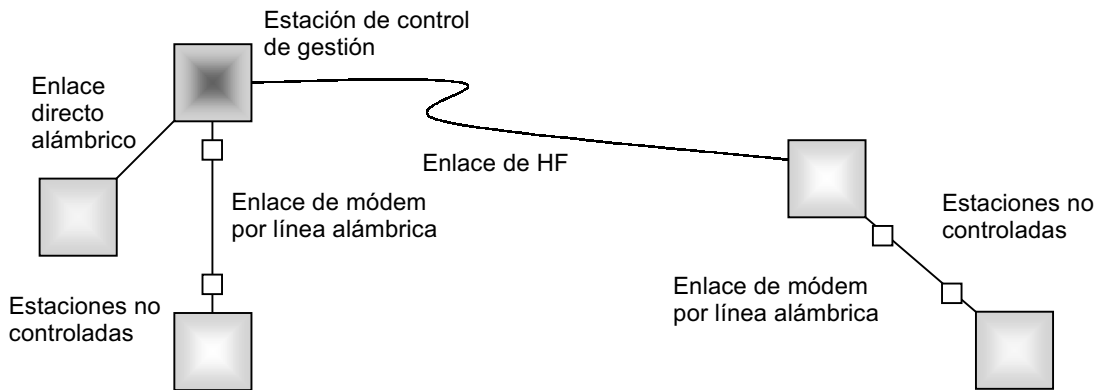 Estación de control
de gestión
Enlace
directo
alámbrico
Enlace de HF
Enlace de módem
por línea alámbrica
Estaciones no
controladas
Estaciones no
controladas
Enlace de módem
por línea alámbrica